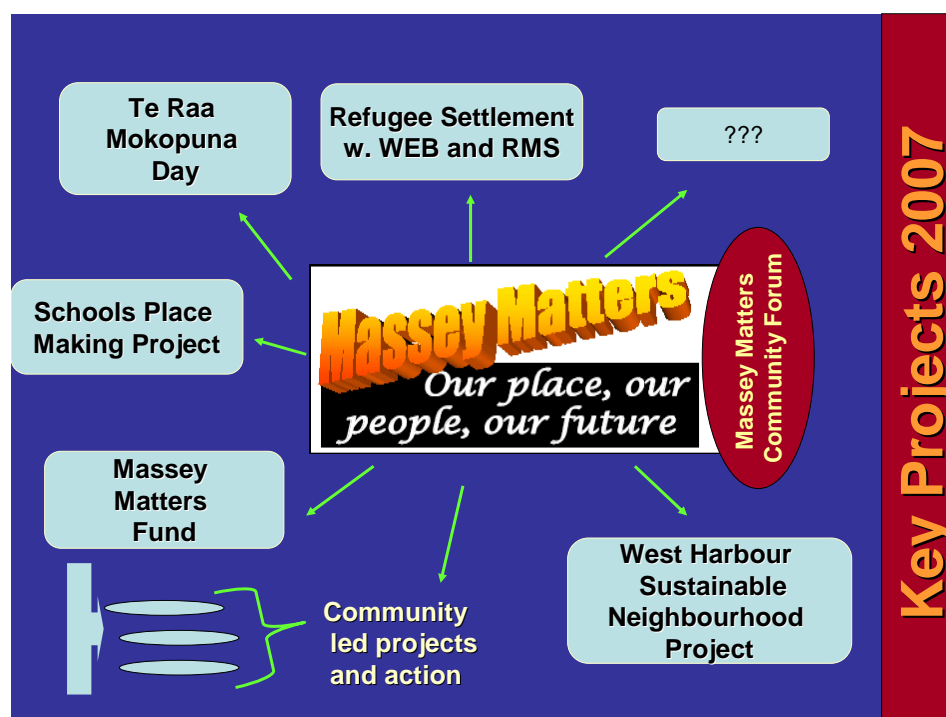 Te Raa
Mokopuna
Day
Refugee Settlement
w. WEB and RMS
???
Schools Place
Making Project
Massey Matters
Our place, our
people, our future
Massey Matters
Community Forum
Key Projects 2007
Massey
Matters
Fund
Community
led projects
and action
West Harbour
Sustainable
Neighbourhood
Project